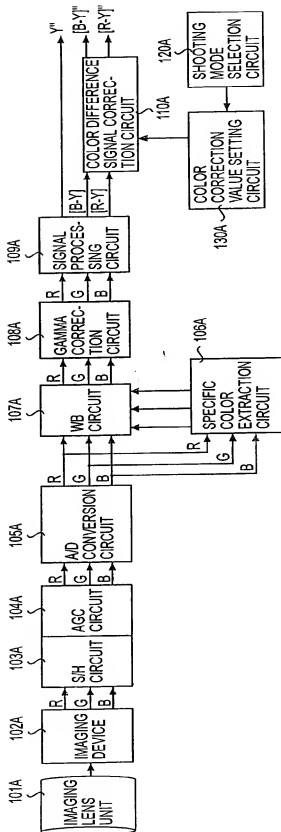 101A
IMAGING
LENS
UNIT
102A
IMAGING
DEVICE
R
G
B
103A
S/H
CIRCUIT
104A
AGC
CIRCUIT
R
G
B
105A
A/D
CONVERSION
CIRCUIT
R
G
B
R
G
B
106A
SPECIFIC
COLOR
EXTRACTION
CIRCUIT
107A
WB
CIRCUIT
R
G
B
108A
GAMMA
CORREC-
TION
CIRCUIT
R
G
B
109A
SIGNAL
PROCES-
SING
CIRCUIT
[B-Y]
[R-Y]
Y"
[B-Y]"'
[R-Y]"'
COLOR DIFFERENCE
SIGNAL CORREC-
TION CIRCUIT
110A
120A
SHOOTING
MODE
SELECTION
CIRCUIT
COLOR
CORRECTION
VALUE SETTING
CIRCUIT
130A